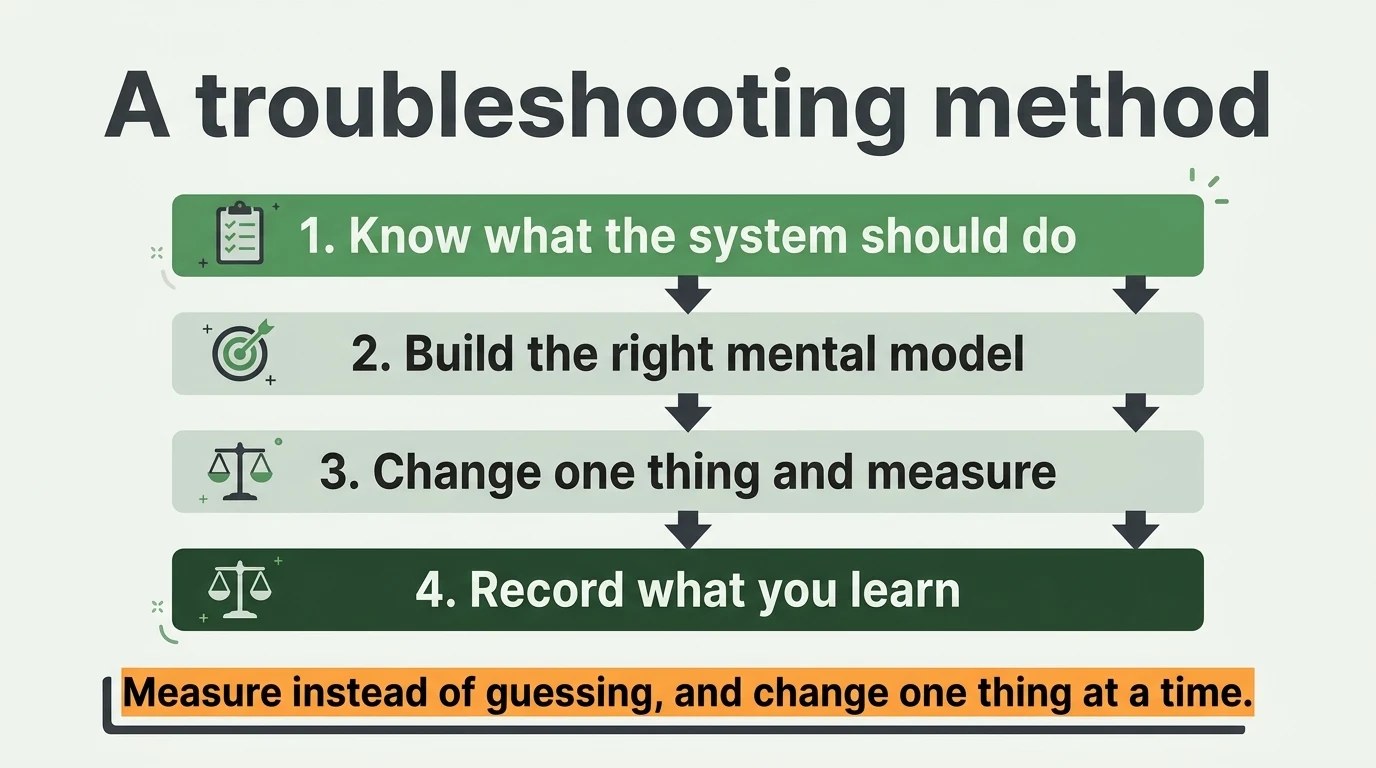 A troubleshooting method
1. Know what the system should do
2. Build the right mental model
3. Change one thing and measure
4. Record what you learn
Measure instead of guessing, and change one thing at a time.